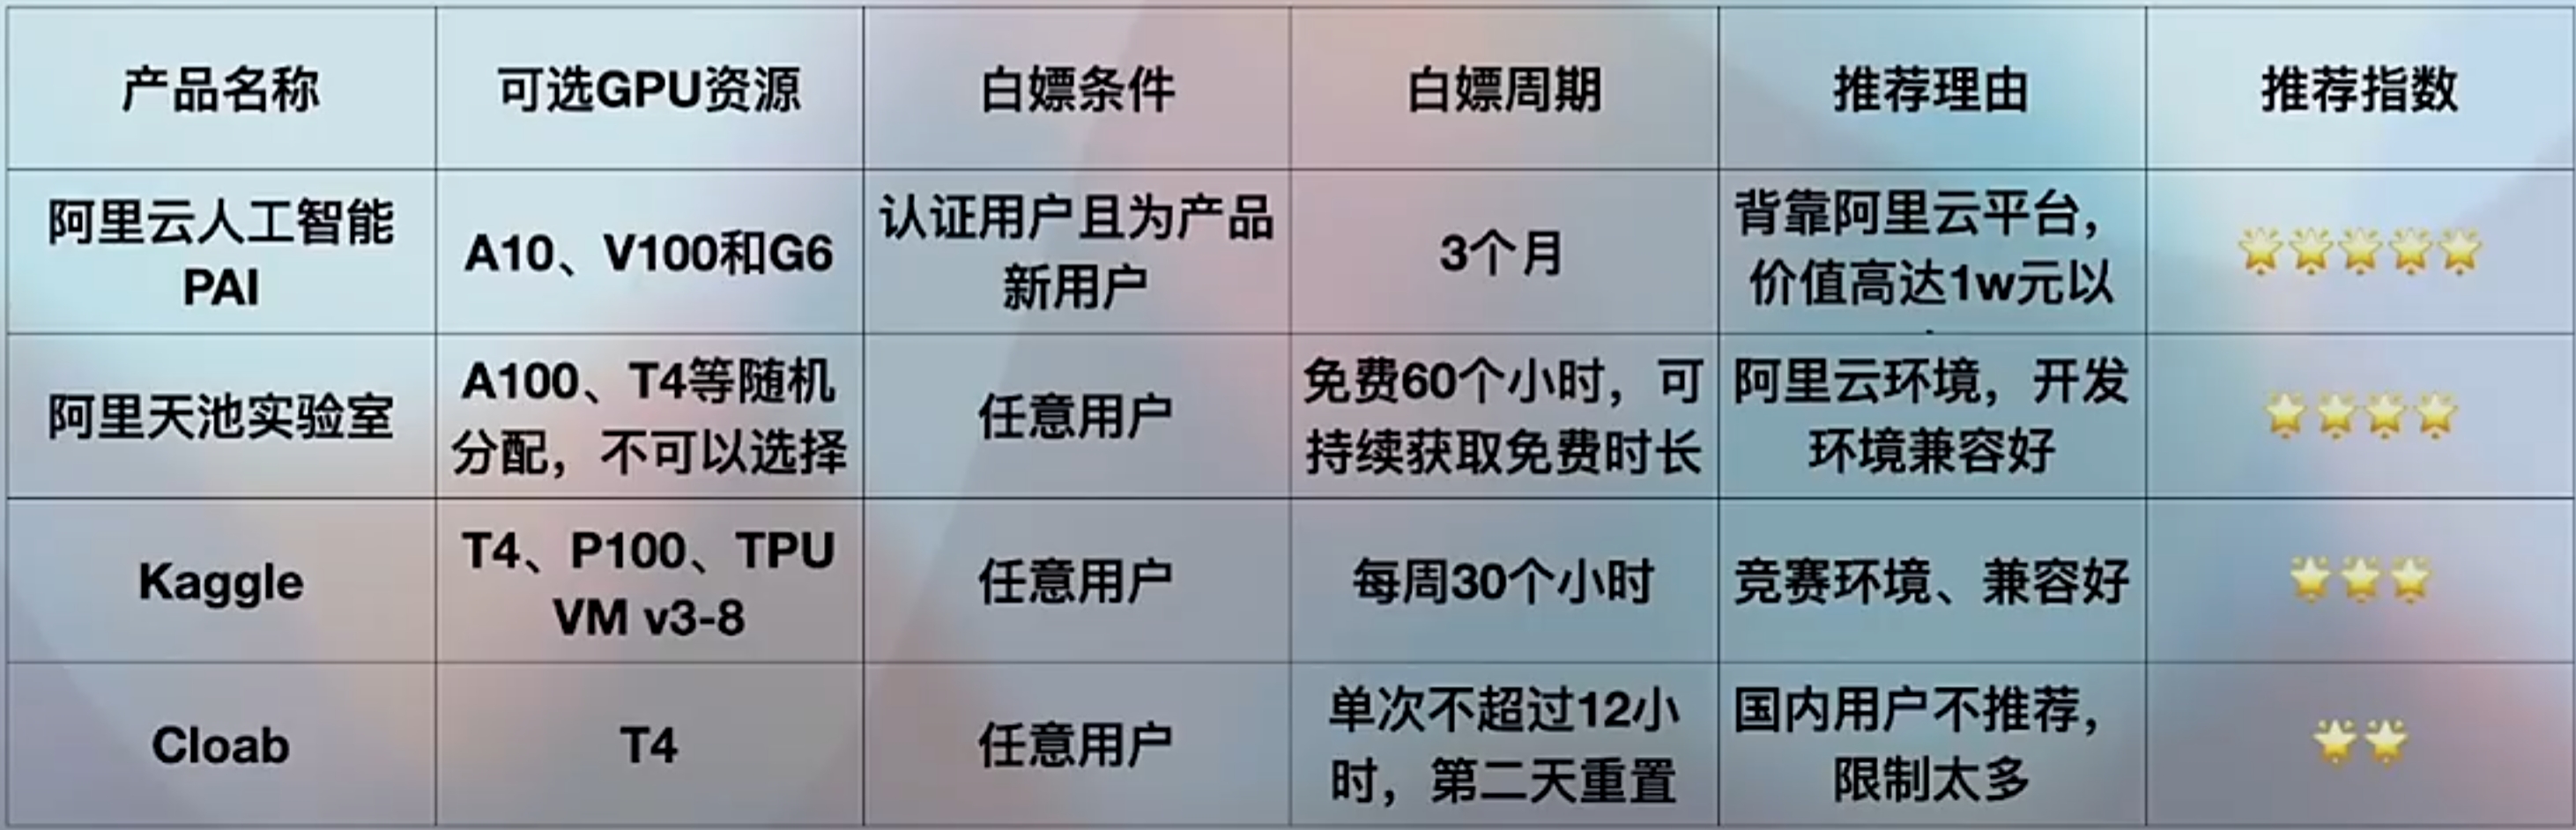 产品名称
可选GPU资源
白嫖条件
白嫖周期
推荐理由
推荐指数
阿里云人工智能
PAI
A10、V100和G6
认证用户且为产品
新用户
3个月
背靠阿里云平台，
价值高达1w元以
阿里天池实验室
A100、T4等随机
分配，不可以选择
任意用户
免费60个小时，可
持续获取免费时长
阿里云环境，开发
环境兼容好
Kaggle
T4、P100、TPU
VM v3-8
任意用户
每周30个小时
竞赛环境、兼容好
Cloab
T4
任意用户
单次不超过12小
时，第二天重置
国内用户不推荐，
限制太多